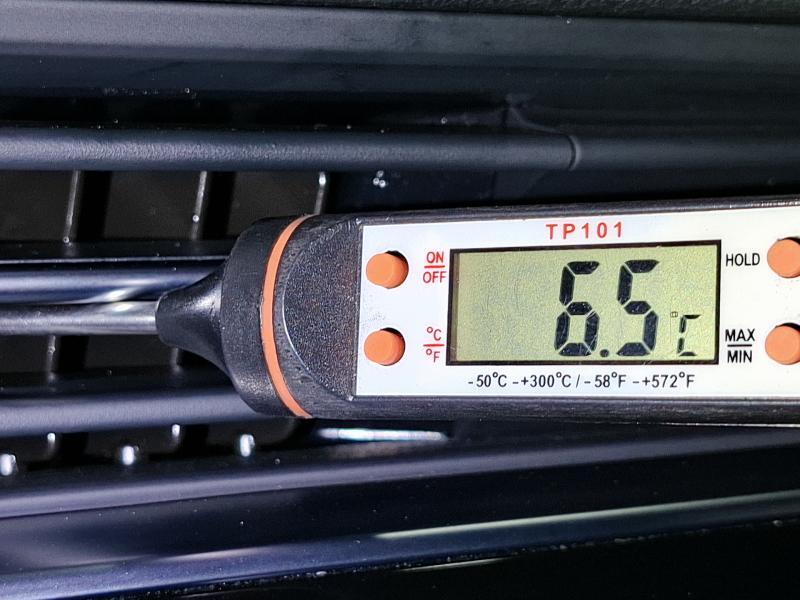 TP101
ON
OFF
°C
°F
6.5°C
HOLD
MAX
MIN
-50°C -+300°C / -58°F -+572°F